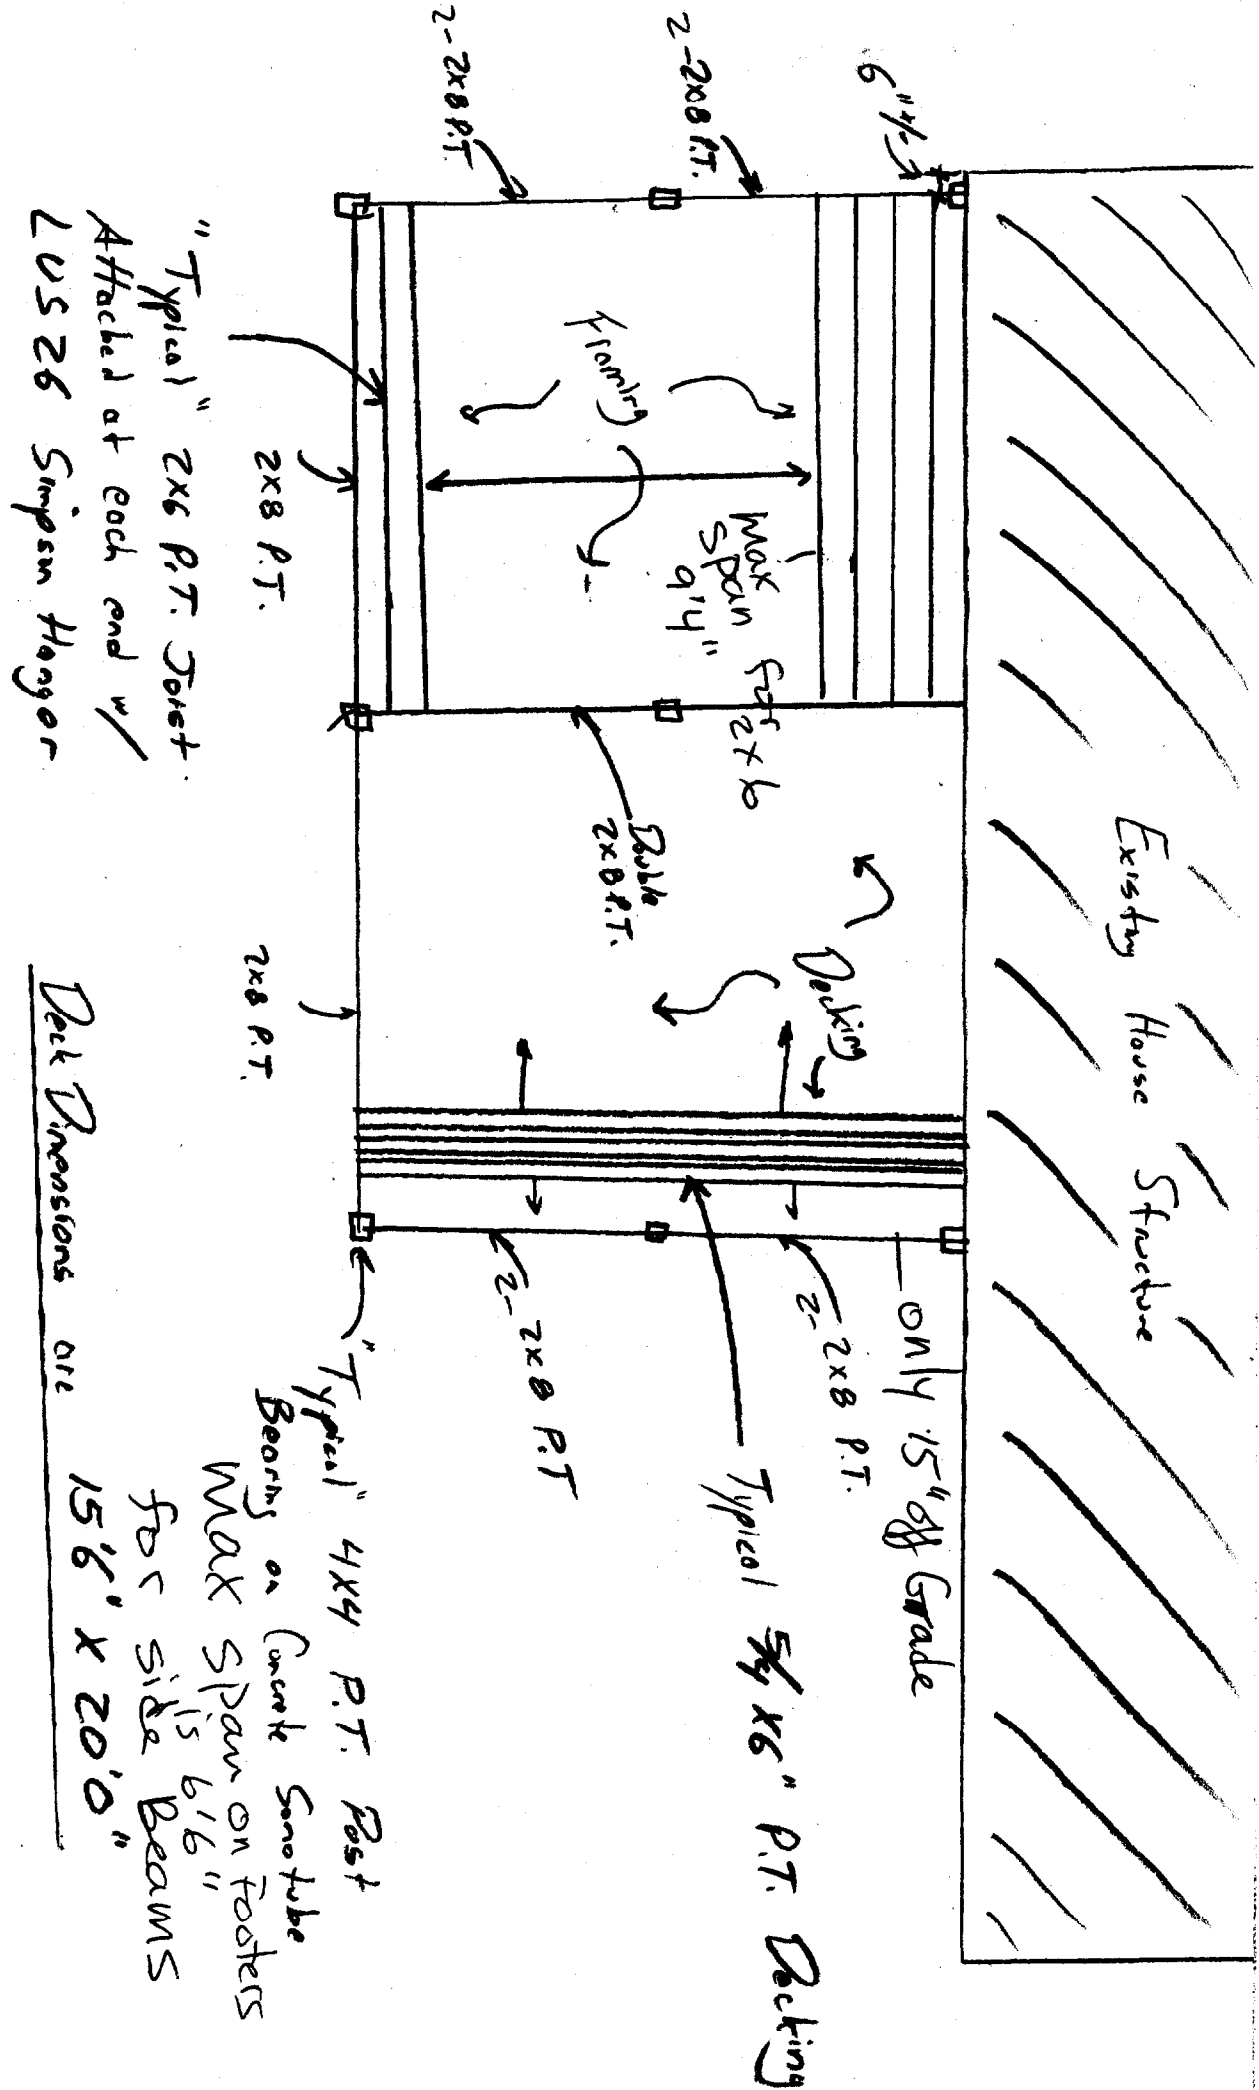 Existing House Structure
6" +/-
2-2x8 P.T.
2-2x8 P.T.
Framing
Max
Span for 2x6
9'4"
Double
2x8 P.T.
Decking
only 15" off Grade
2-2x8 P.T.
2-2x8 P.T
Typical 5/4 x6" P.T. Decking
2x8 P.T.
2x8 P.T.
"Typical" 2x6 P.T. Joist
Attached at each end w/
LUS26 Simpson Hanger
"Typical" 4x4 P.T. Post
Bearing on Concrete Sonotube
Max Span on Footers
is 6'6"
for side Beams
Deck Dimensions are 15'6" x 20'0"